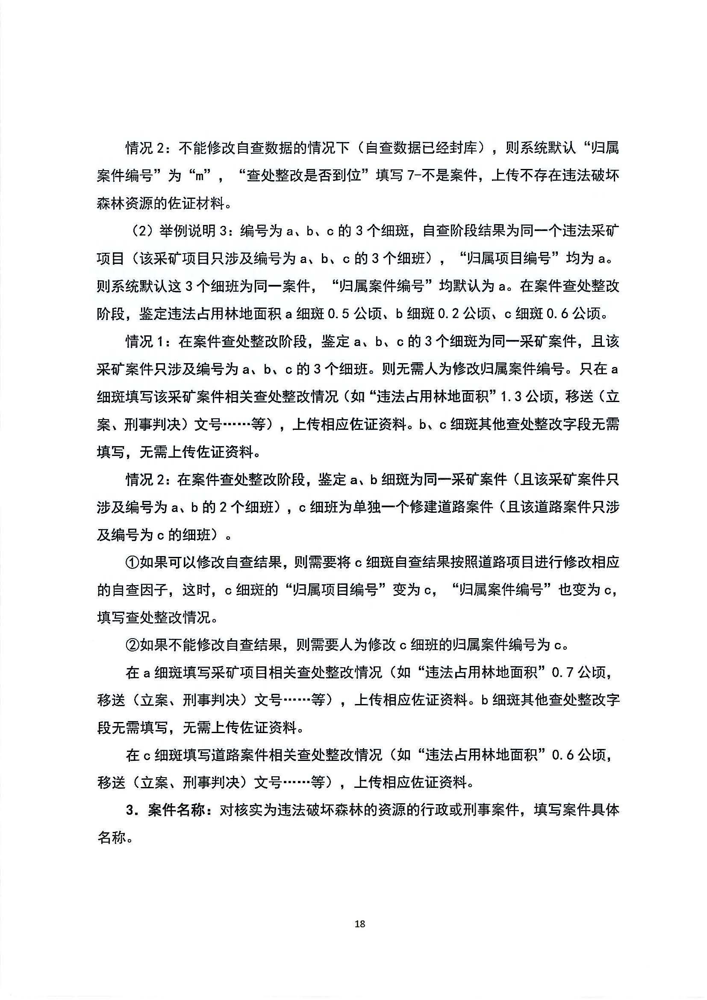 情况 2：不能修改自查数据的情况下（自查数据已经封库），则系统默认“归属
案件编号”为“m”，“查处整改是否到位”填写 7-不是案件，上传不存在违法破坏
森林资源的佐证材料。
（2）举例说明 3：编号为 a、b、c 的 3 个细斑，自查阶段结果为同一个违法采矿
项目（该采矿项目只涉及编号为 a、b、c 的 3 个细班），“归属项目编号”均为 a。
则系统默认这 3 个细班为同一案件，“归属案件编号”均默认为 a。在案件查处整改
阶段，鉴定违法占用林地面积 a 细斑 0.5 公顷、b 细斑 0.2 公顷、c 细斑 0.6 公顷。
情况 1：在案件查处整改阶段，鉴定 a、b、c 的 3 个细斑为同一采矿案件，且该
采矿案件只涉及编号为 a、b、c 的 3 个细班。则无需人为修改归属案件编号。只在 a
细斑填写该采矿案件相关查处整改情况（如“违法占用林地面积”1.3 公顷，移送（立
案、刑事判决）文号……等），上传相应佐证资料。b、c 细斑其他查处整改字段无需
填写，无需上传佐证资料。
情况 2：在案件查处整改阶段，鉴定 a、b 细斑为同一采矿案件（且该采矿案件只
涉及编号为 a、b 的 2 个细班），c 细班为单独一个修建道路案件（且该道路案件只涉
及编号为 c 的细班）。
①如果可以修改自查结果，则需要将 c 细斑自查结果按照道路项目进行修改相应
的自查因子，这时，c 细斑的“归属项目编号”变为 c，“归属案件编号”也变为 c，
填写查处整改情况。
②如果不能修改自查结果，则需要人为修改 c 细班的归属案件编号为 c。
在 a 细斑填写采矿项目相关查处整改情况（如“违法占用林地面积”0.7 公顷，
移送（立案、刑事判决）文号……等），上传相应佐证资料。b 细斑其他查处整改字
段无需填写，无需上传佐证资料。
在 c 细斑填写道路案件相关查处整改情况（如“违法占用林地面积”0.6 公顷，
移送（立案、刑事判决）文号……等），上传相应佐证资料。
3．案件名称：对核实为违法破坏森林的资源的行政或刑事案件，填写案件具体
名称。
18